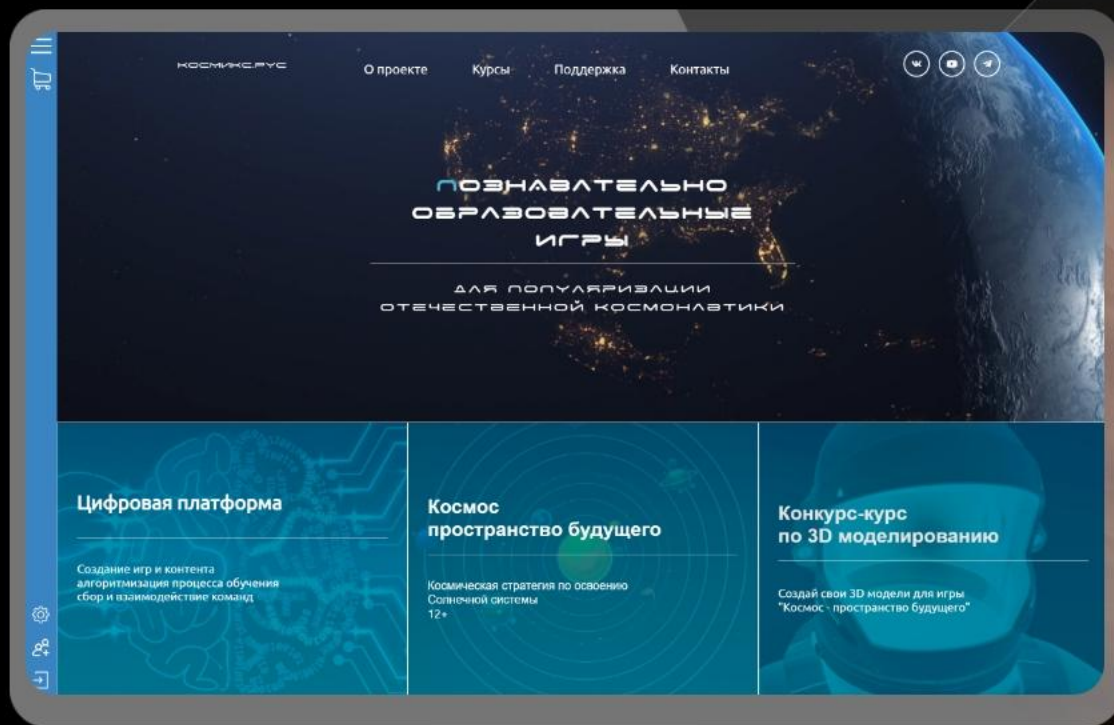 КОСМИКС.РУС
О проекте
Курсы
Поддержка
Контакты
ПОЗНАВАТЕЛЬНО
ОБРАЗОВАТЕЛЬНЫЕ
ИГРЫ
ДЛЯ ПОПУЛЯРИЗАЦИИ
ОТЕЧЕСТВЕННОЙ КОСМОНАВТИКИ
Цифровая платформа
Создание игр и контента
алгоритмизация процесса обучения
сбор и взаимодействие команд
Космос
пространство будущего
Космическая стратегия по освоению
Солнечной системы
12+
Конкурс-курс
по 3D моделированию
Создай свои 3D модели для игры
"Космос - пространство будущего"